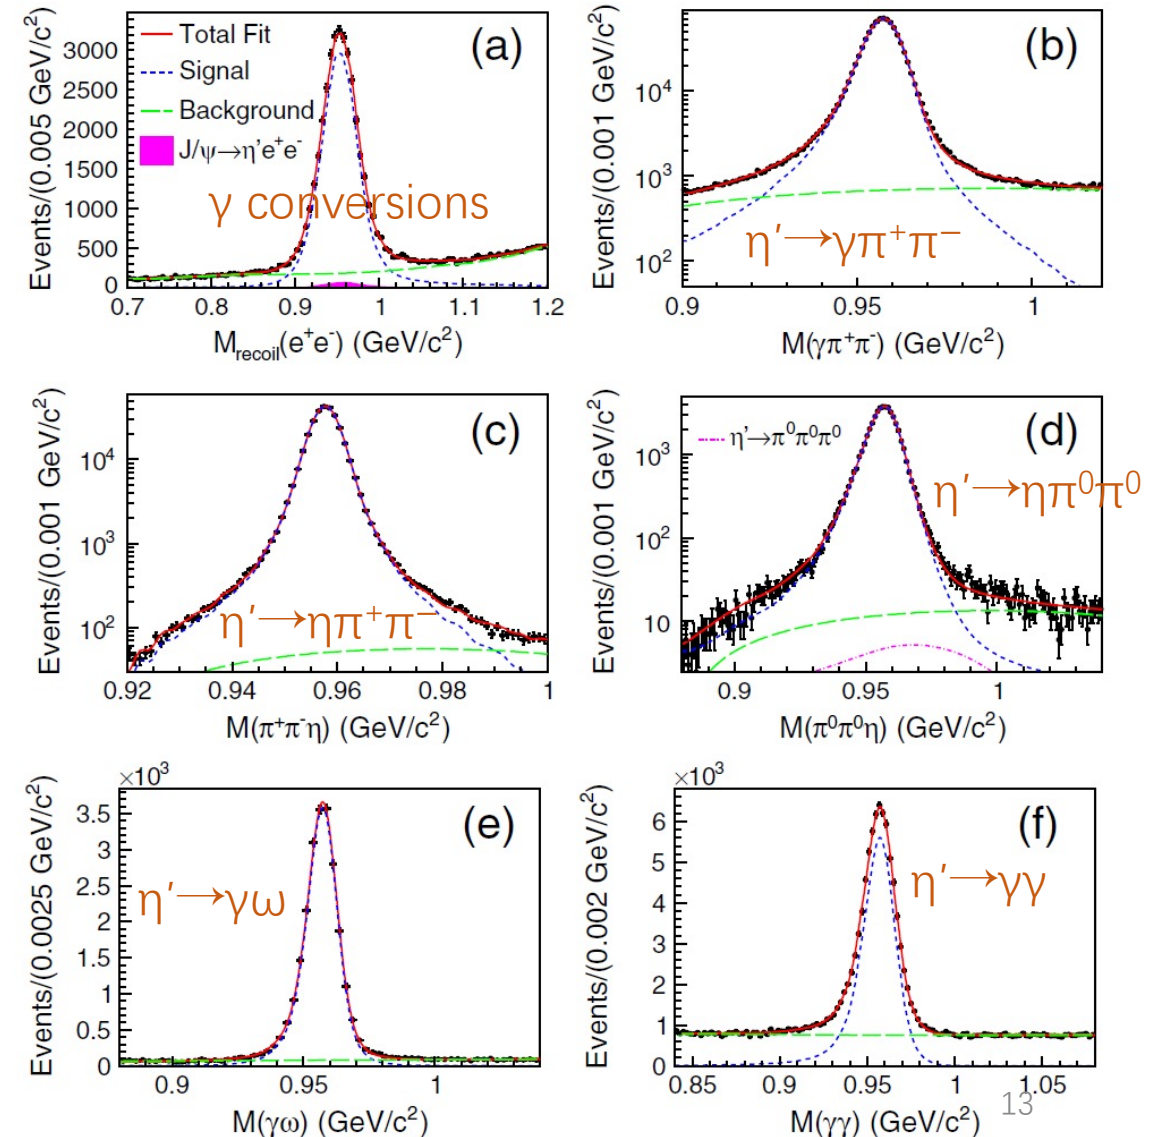 Events/(0.005 GeV/c²)
3000
2500
2000
1500
1000
500
0
Total Fit
Signal
Background
J/ψ→η'e⁺e⁻
(a)
γ conversions
0.7 0.8 0.9 1 1.1 1.2
M_recoil(e⁺e⁻) (GeV/c²)
Events/(0.001 GeV/c²)
10⁴
10³
10²
(b)
η′→γπ⁺π⁻
0.9 0.95 1
M(γπ⁺π⁻) (GeV/c²)
Events/(0.001 GeV/c²)
10⁴
10³
10²
(c)
η′→ηπ⁺π⁻
0.92 0.94 0.96 0.98 1
M(π⁺π⁻η) (GeV/c²)
Events/(0.001 GeV/c²)
10³
10²
10
η'→π⁰π⁰π⁰
(d)
η′→ηπ⁰π⁰
0.9 0.95 1
M(π⁰π⁰η) (GeV/c²)
Events/(0.0025 GeV/c²)
×10³
3.5
3
2.5
2
1.5
1
0.5
0
(e)
η′→γω
0.9 0.95 1
M(γω) (GeV/c²)
Events/(0.002 GeV/c²)
×10³
6
5
4
3
2
1
0
(f)
η′→γγ
0.85 0.9 0.95 1 1.05
M(γγ) (GeV/c²)
13